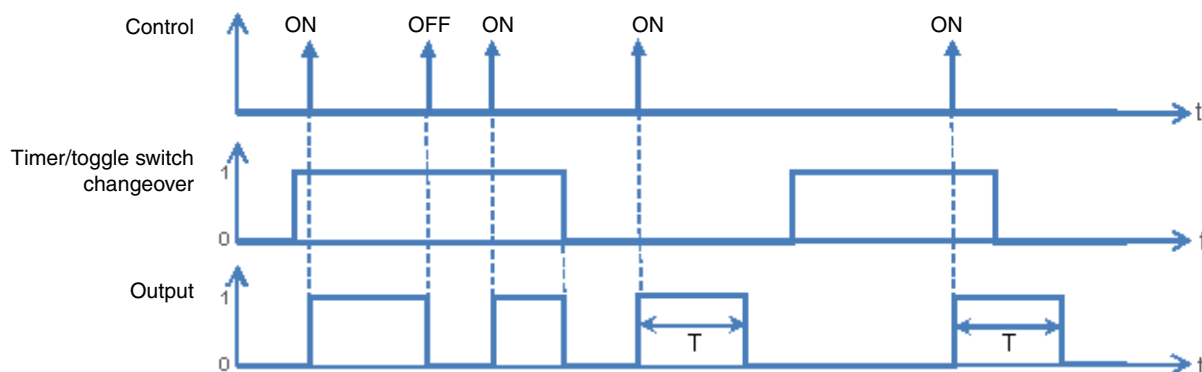 Control
ON OFF ON ON ON
t
Timer/toggle switch
changeover
1
0
t
Output
1
T T
0
t